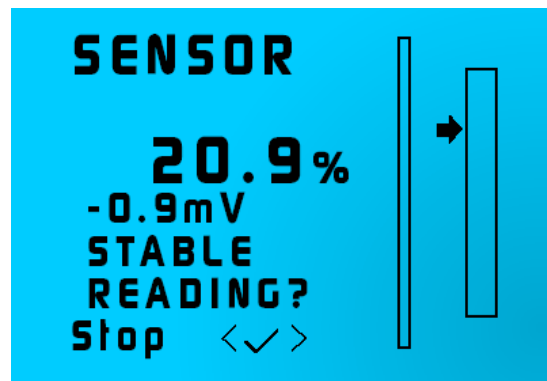 SENSOR
20.9%
-0.9mV
STABLE
READING?
Stop <✓>